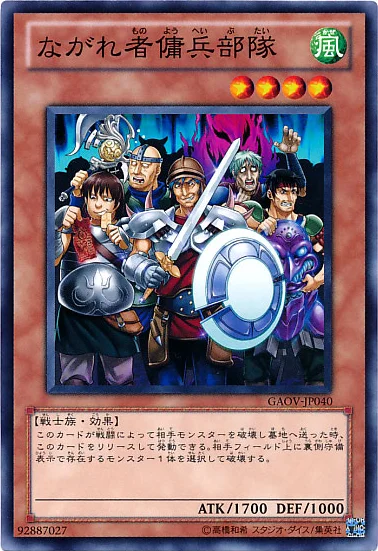 ながれ者傭兵部隊
風
GAOV-JP040
【戦士族・効果】
このカードが戦闘によって相手モンスターを破壊し墓地へ送った時、
このカードをリリースして発動できる。相手フィールド上に裏側守備
表示で存在するモンスター１体を選択して破壊する。
ATK/1700 DEF/1000
92887027 ©高橋和希 スタジオ・ダイス/集英社